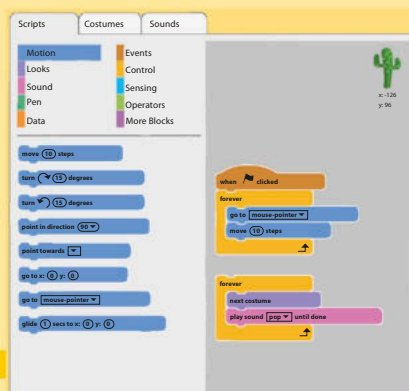 Scripts Costumes Sounds
Motion Events
Looks Control
Sound Sensing
Pen Operators
Data More Blocks
x: -126
y: 96
move 10 steps
turn 15 degrees
turn 15 degrees
point in direction 90
point towards
go to x: 0 y: 0
go to mouse-pointer
glide 1 secs to x: 0 y: 0
when clicked
forever
go to mouse-pointer
move 10 steps
forever
next costume
play sound pop until done